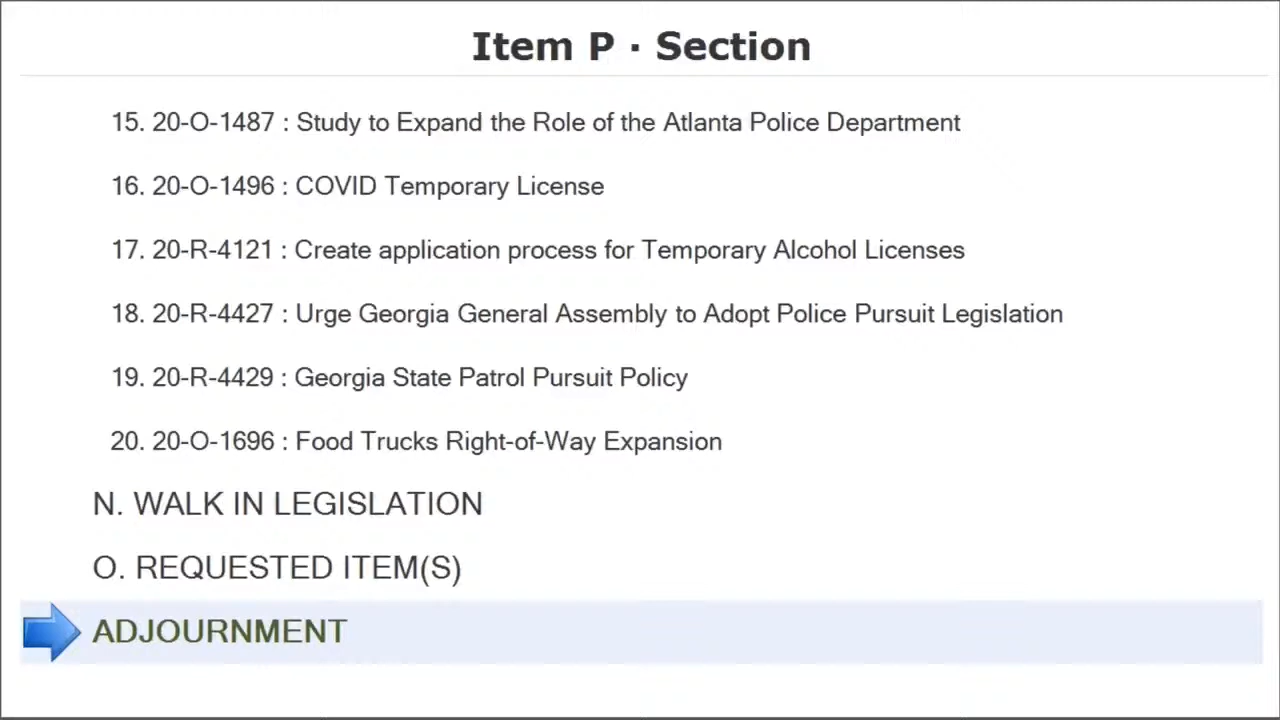 Item P · Section
15. 20-O-1487 : Study to Expand the Role of the Atlanta Police Department
16. 20-O-1496 : COVID Temporary License
17. 20-R-4121 : Create application process for Temporary Alcohol Licenses
18. 20-R-4427 : Urge Georgia General Assembly to Adopt Police Pursuit Legislation
19. 20-R-4429 : Georgia State Patrol Pursuit Policy
20. 20-O-1696 : Food Trucks Right-of-Way Expansion
N. WALK IN LEGISLATION
O. REQUESTED ITEM(S)
ADJOURNMENT